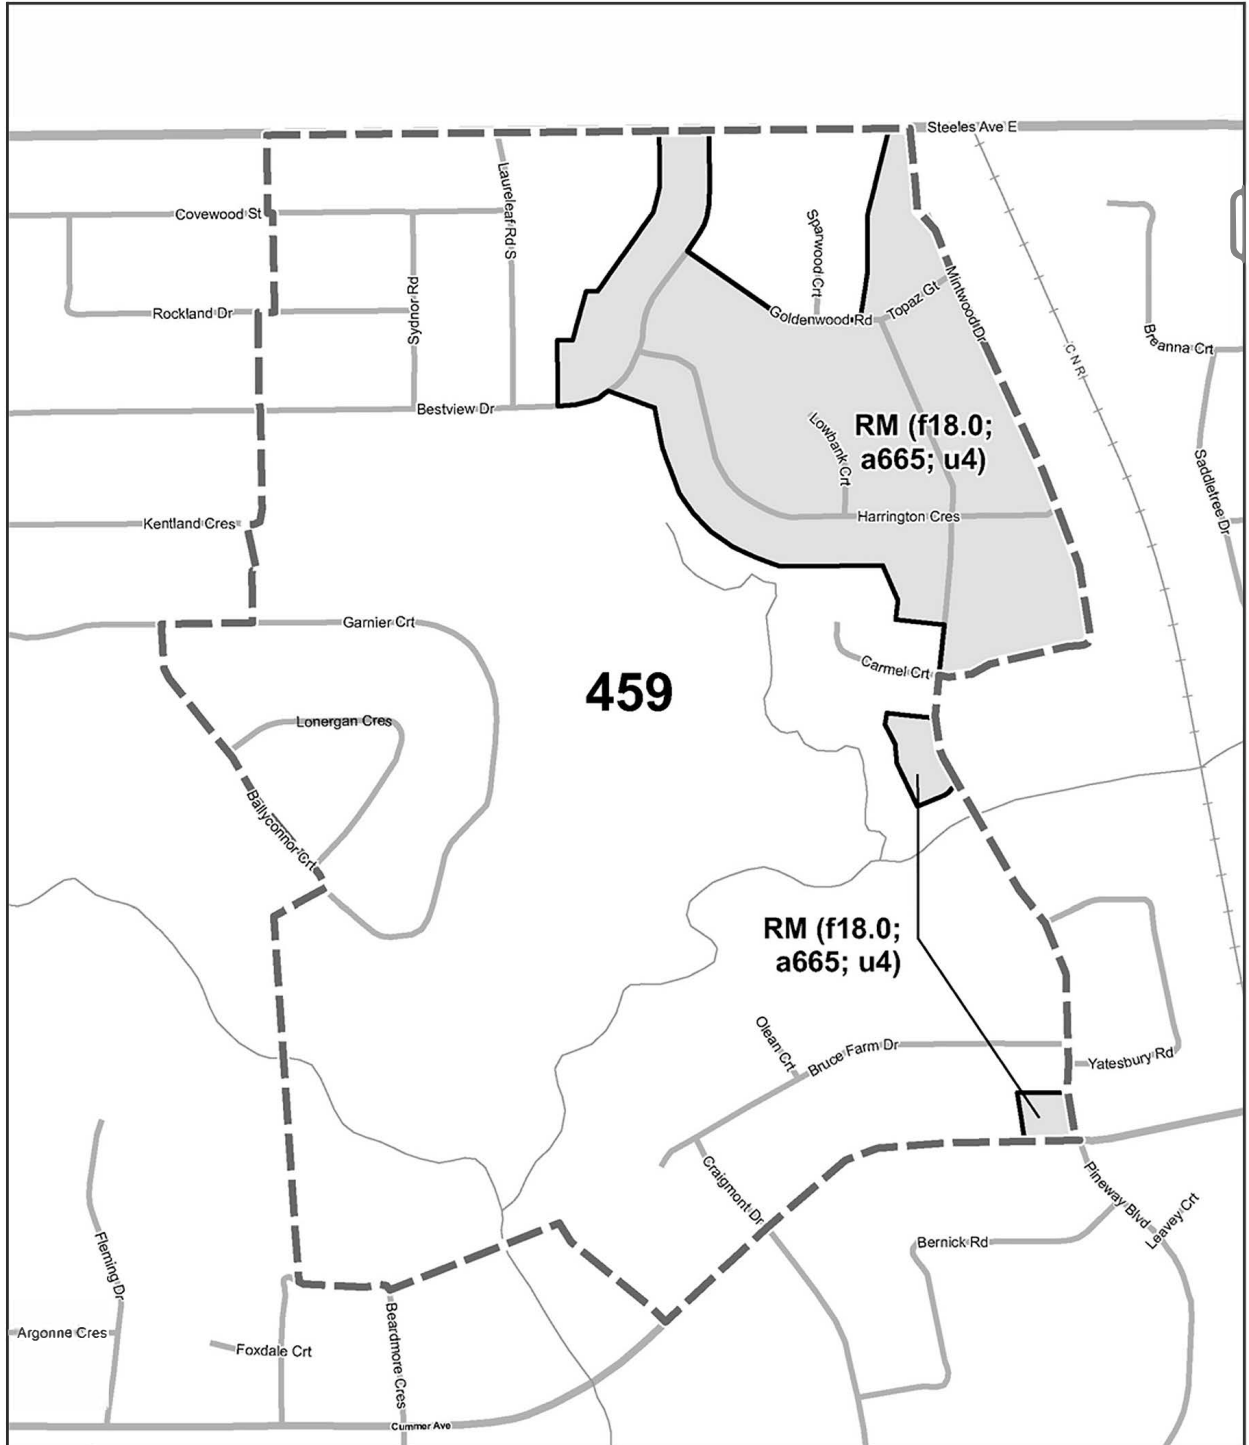 Steeles Ave E
Covewood St
Laureleaf Rd S
Sparwood Crt
Sydnor Rd
Rockland Dr
Goldenwood Rd
Topaz Gt
Mintwood Dr
C N R
Breanna Crt
Bestview Dr
Lowbank Crt
RM (f18.0;
a665; u4)
Saddletree Dr
Kentland Cres
Harrington Cres
Garnier Crt
Carmel Crt
459
Lonergan Cres
Ballyconnor Crt
RM (f18.0;
a665; u4)
Olean Crt
Bruce Farm Dr
Yatesbury Rd
Craigmont Dr
Pineway Blvd
Leavey Crt
Bernick Rd
Fleming Dr
Argonne Cres
Foxdale Crt
Beardmore Cres
Cummer Ave